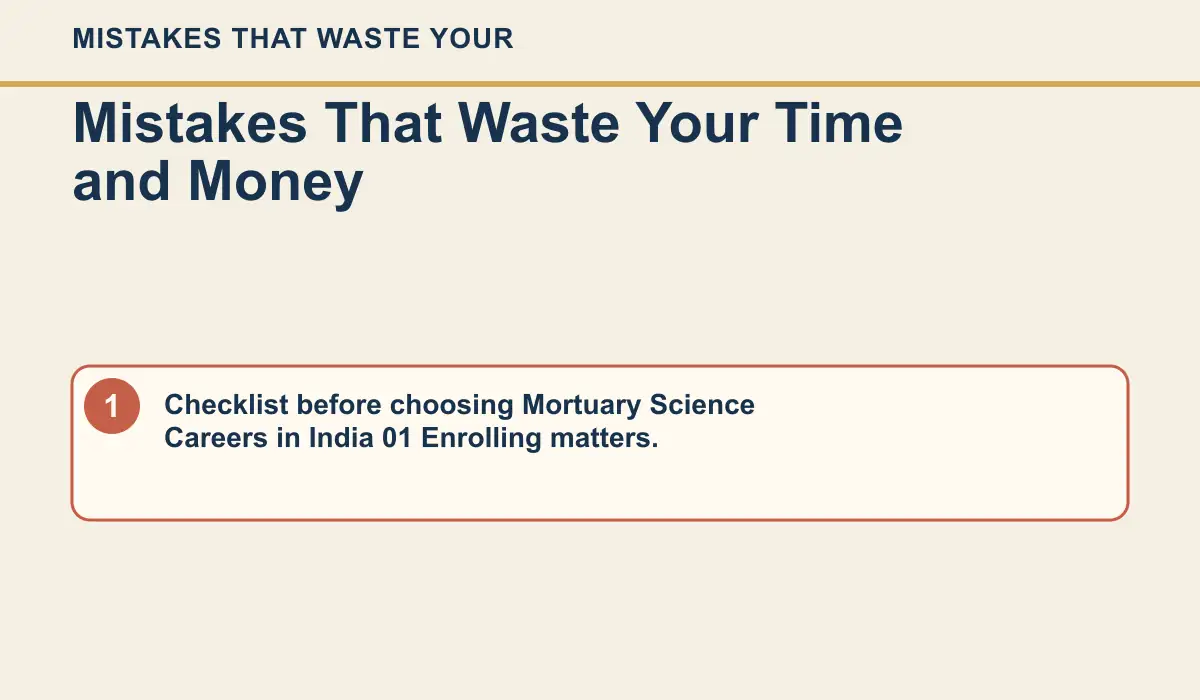 MISTAKES THAT WASTE YOUR
Mistakes That Waste Your Time
and Money
1
Checklist before choosing Mortuary Science
Careers in India 01 Enrolling matters.